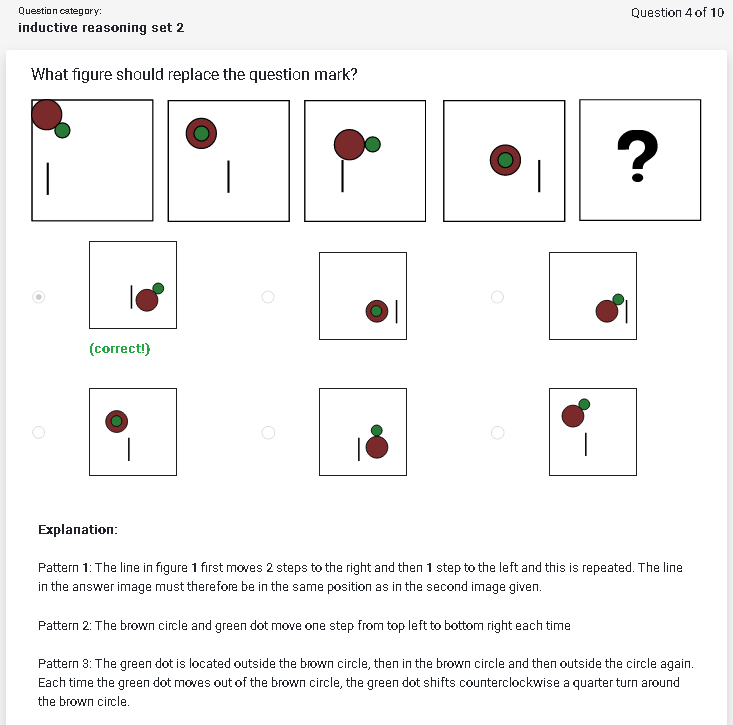 Question category:
Question 4 of 10
inductive reasoning set 2
What figure should replace the question mark?
?
(correct!)
Explanation:
Pattern 1: The line in figure 1 first moves 2 steps to the right and then 1 step to the left and this is repeated. The line
in the answer image must therefore be in the same position as in the second image given.
Pattern 2: The brown circle and green dot move one step from top left to bottom right each time
Pattern 3: The green dot is located outside the brown circle, then in the brown circle and then outside the circle again.
Each time the green dot moves out of the brown circle, the green dot shifts counterclockwise a quarter turn around
the brown circle.